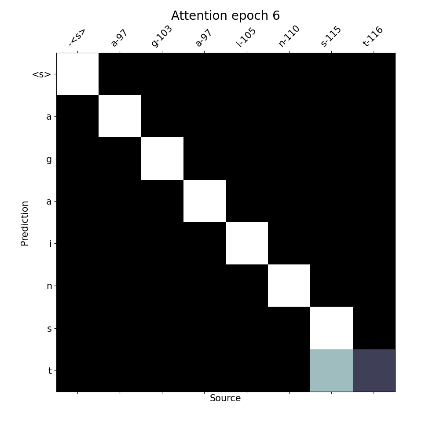 Attention epoch 6
-<s> a-97 g-103 a-97 i-105 n-110 s-115 t-116
<s>
a
g
a
i
n
s
t
Prediction
Source